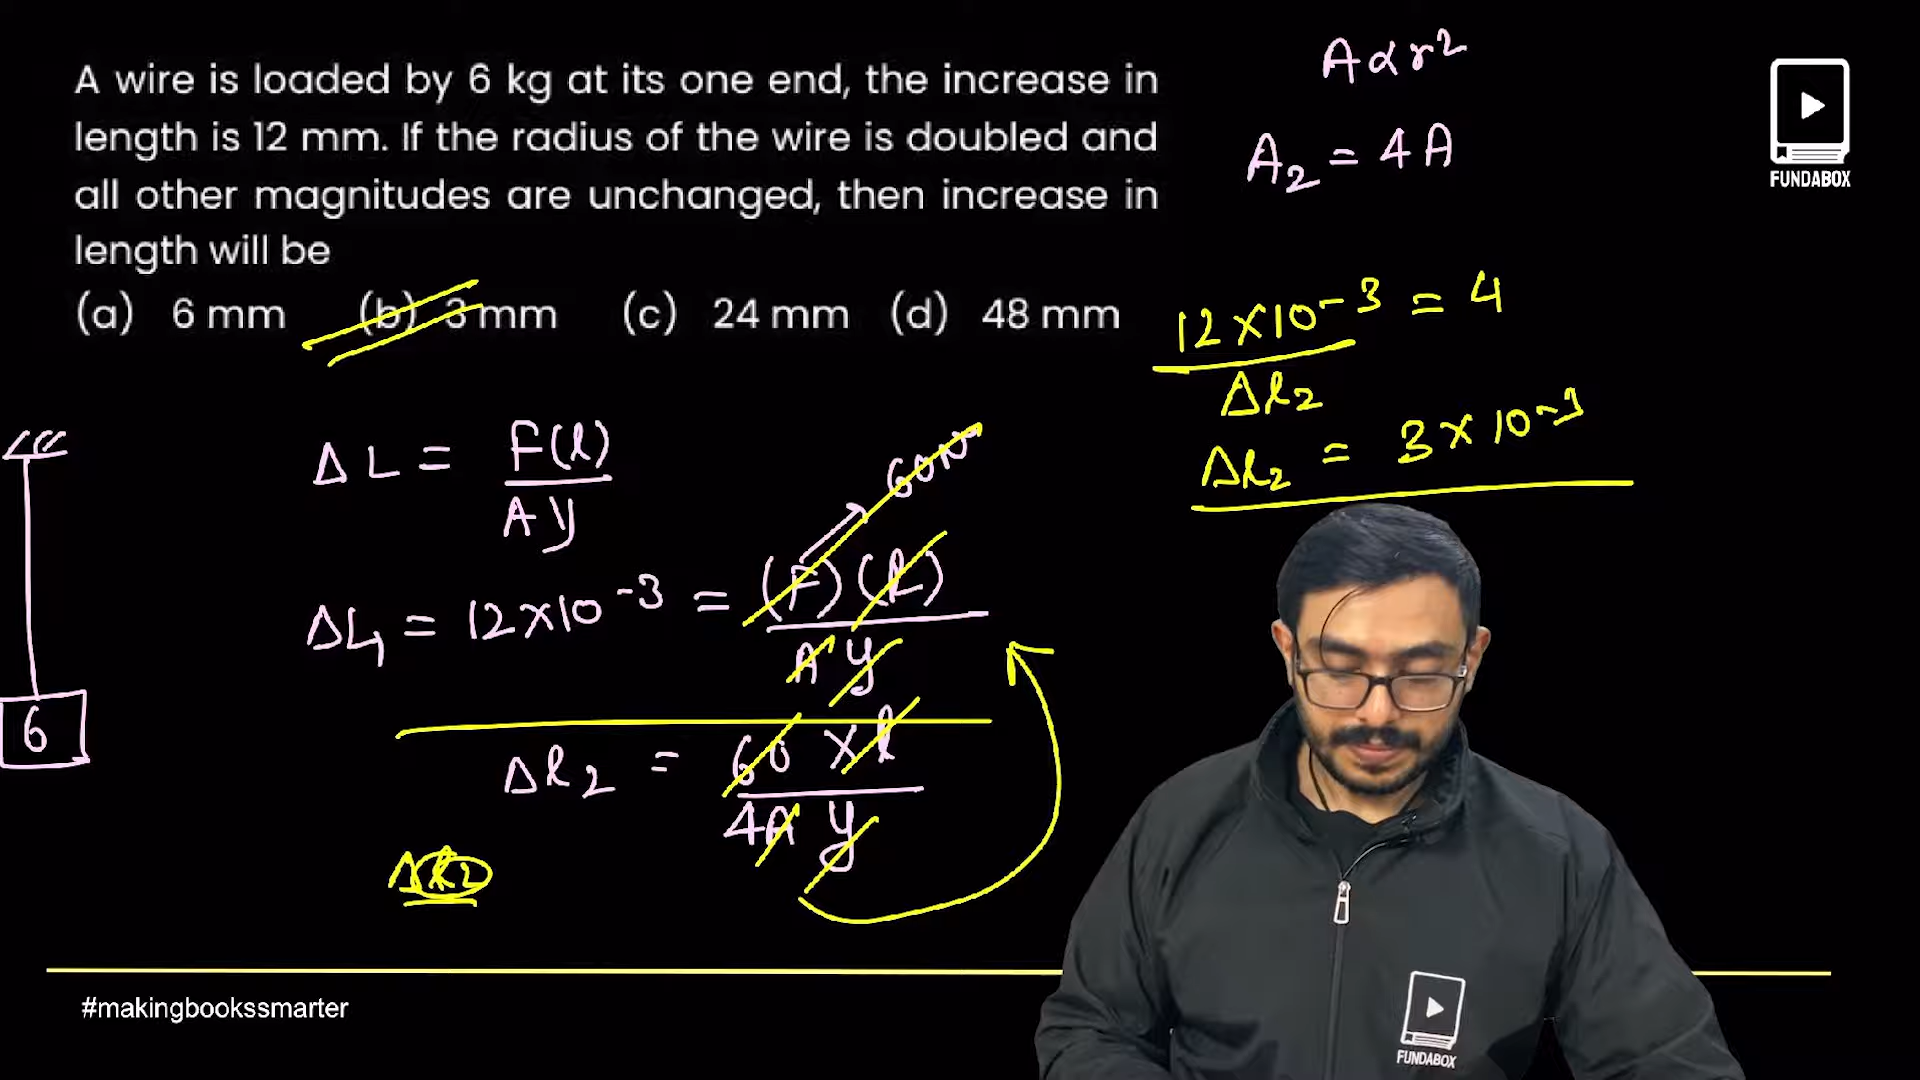 A wire is loaded by 6 kg at its one end, the increase in
length is 12 mm. If the radius of the wire is doubled and
all other magnitudes are unchanged, then increase in
length will be
(a) 6 mm (b) 3 mm (c) 24 mm (d) 48 mm
A α r²
A₂ = 4A
FUNDABOX
12×10⁻³ = 4
Δl₂
Δl₂ = 3×10⁻³
ΔL = F(l)
AY
60N
ΔL₁ = 12×10⁻³ = (F)(l)
A Y
6
Δl₂ = 60 × l
4A Y
Δl₂
#makingbookssmarter
FUNDABOX